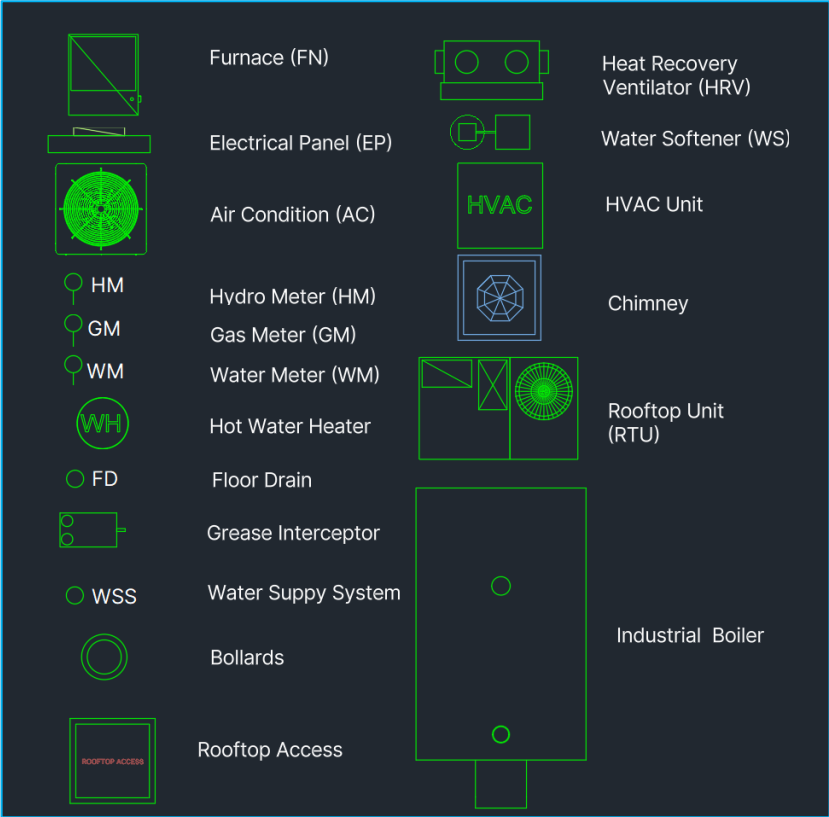 Furnace (FN)
Electrical Panel (EP)
Air Condition (AC)
HM
Hydro Meter (HM)
GM
Gas Meter (GM)
WM
Water Meter (WM)
WH
Hot Water Heater
FD
Floor Drain
Grease Interceptor
WSS
Water Suppy System
Bollards
ROOFTOP ACCESS
Rooftop Access
Heat Recovery
Ventilator (HRV)
Water Softener (WS)
HVAC
HVAC Unit
Chimney
Rooftop Unit
(RTU)
Industrial Boiler